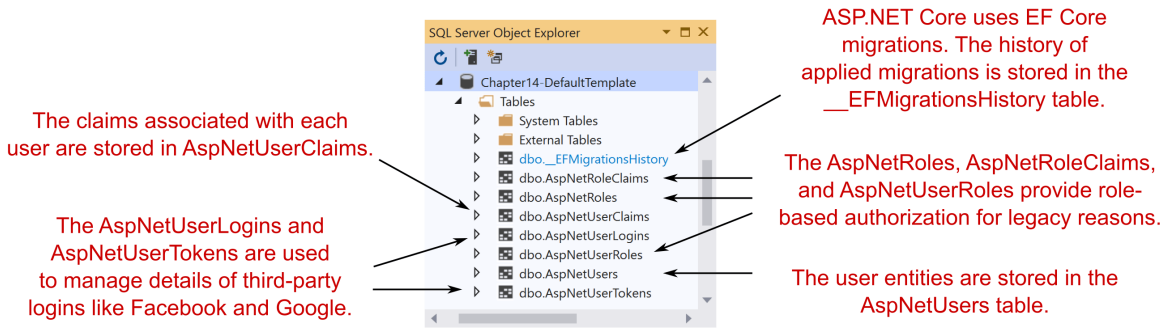 The claims associated with each
user are stored in AspNetUserClaims.
The AspNetUserLogins and
AspNetUserTokens are used
to manage details of third-party
logins like Facebook and Google.
SQL Server Object Explorer
Chapter14-DefaultTemplate
Tables
System Tables
External Tables
dbo.__EFMigrationsHistory
dbo.AspNetRoleClaims
dbo.AspNetRoles
dbo.AspNetUserClaims
dbo.AspNetUserLogins
dbo.AspNetUserRoles
dbo.AspNetUsers
dbo.AspNetUserTokens
ASP.NET Core uses EF Core
migrations. The history of
applied migrations is stored in the
__EFMigrationsHistory table.
The AspNetRoles, AspNetRoleClaims,
and AspNetUserRoles provide role-
based authorization for legacy reasons.
The user entities are stored in the
AspNetUsers table.